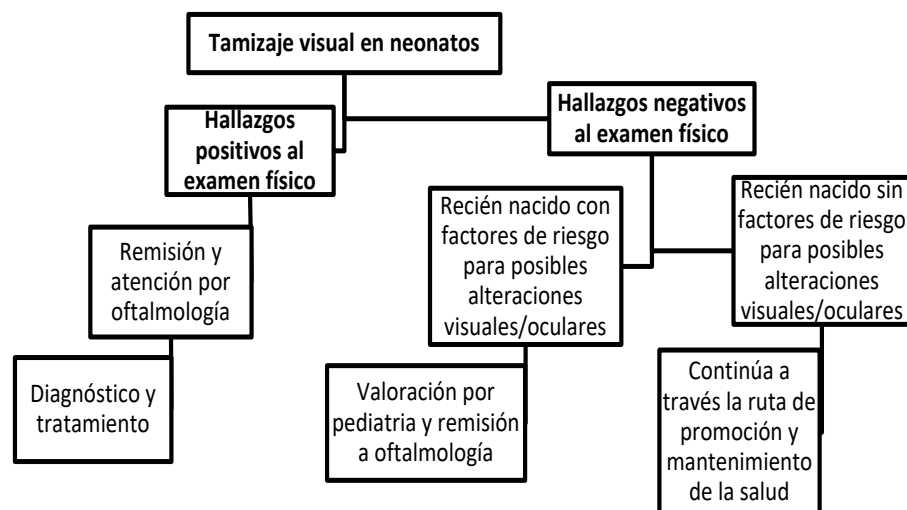 Tamizaje visual en neonatos
Hallazgos
positivos al
examen físico
Hallazgos negativos
al examen físico
Remisión y
atención por
oftalmología
Diagnóstico y
tratamiento
Recién nacido con
factores de riesgo
para posibles
alteraciones
visuales/oculares
Valoración por
pediatria y remisión
a oftalmología
Recién nacido sin
factores de riesgo
para posibles
alteraciones
visuales/oculares
Continúa a
través la ruta de
promoción y
mantenimiento
de la salud